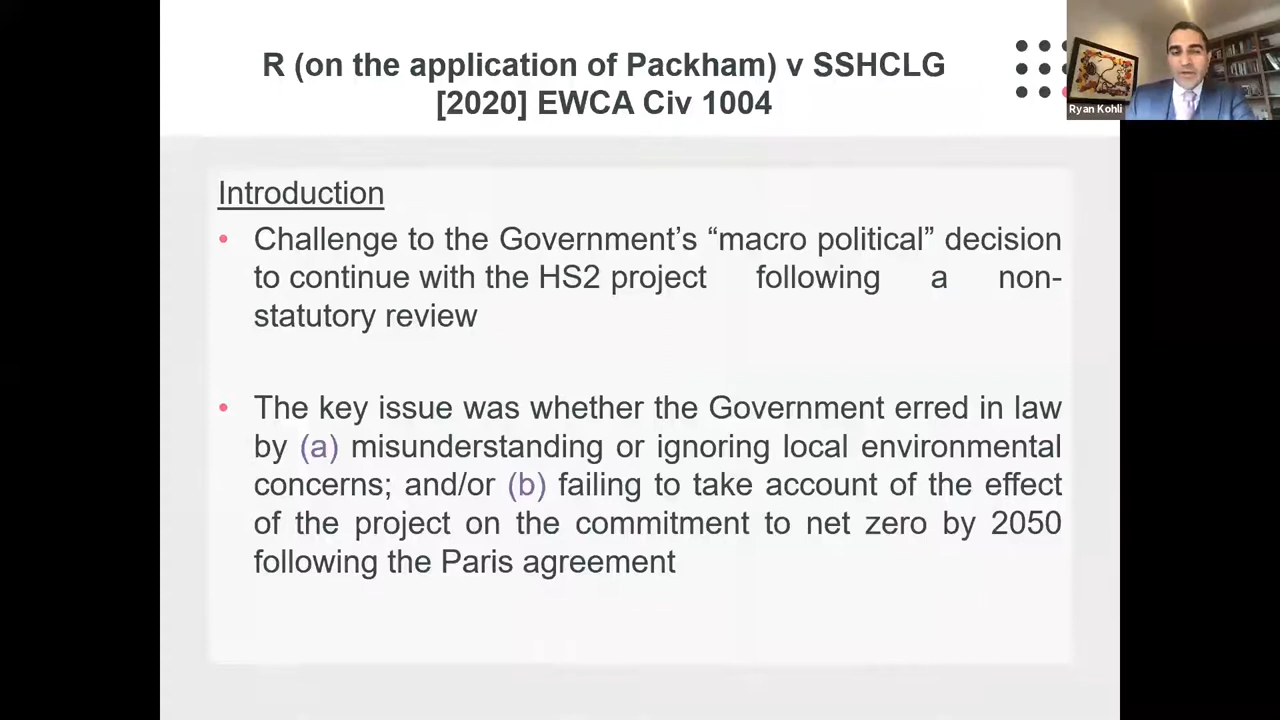 R (on the application of Packham) v SSHCLG
[2020] EWCA Civ 1004
Ryan Kohli
Introduction
• Challenge to the Government’s “macro political” decision
to continue with the HS2 project following a non-
statutory review
• The key issue was whether the Government erred in law
by (a) misunderstanding or ignoring local environmental
concerns; and/or (b) failing to take account of the effect
of the project on the commitment to net zero by 2050
following the Paris agreement